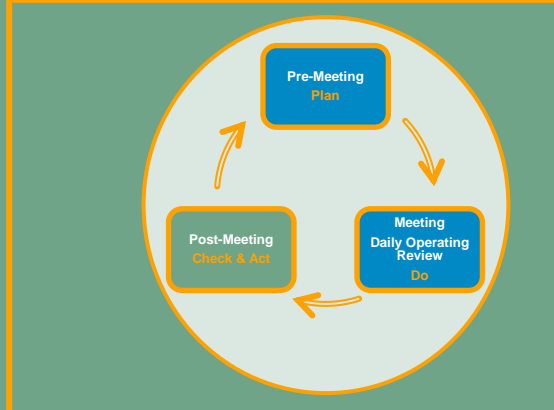 Pre-Meeting
Plan
Meeting
Daily Operating
Review
Do
Post-Meeting
Check & Act